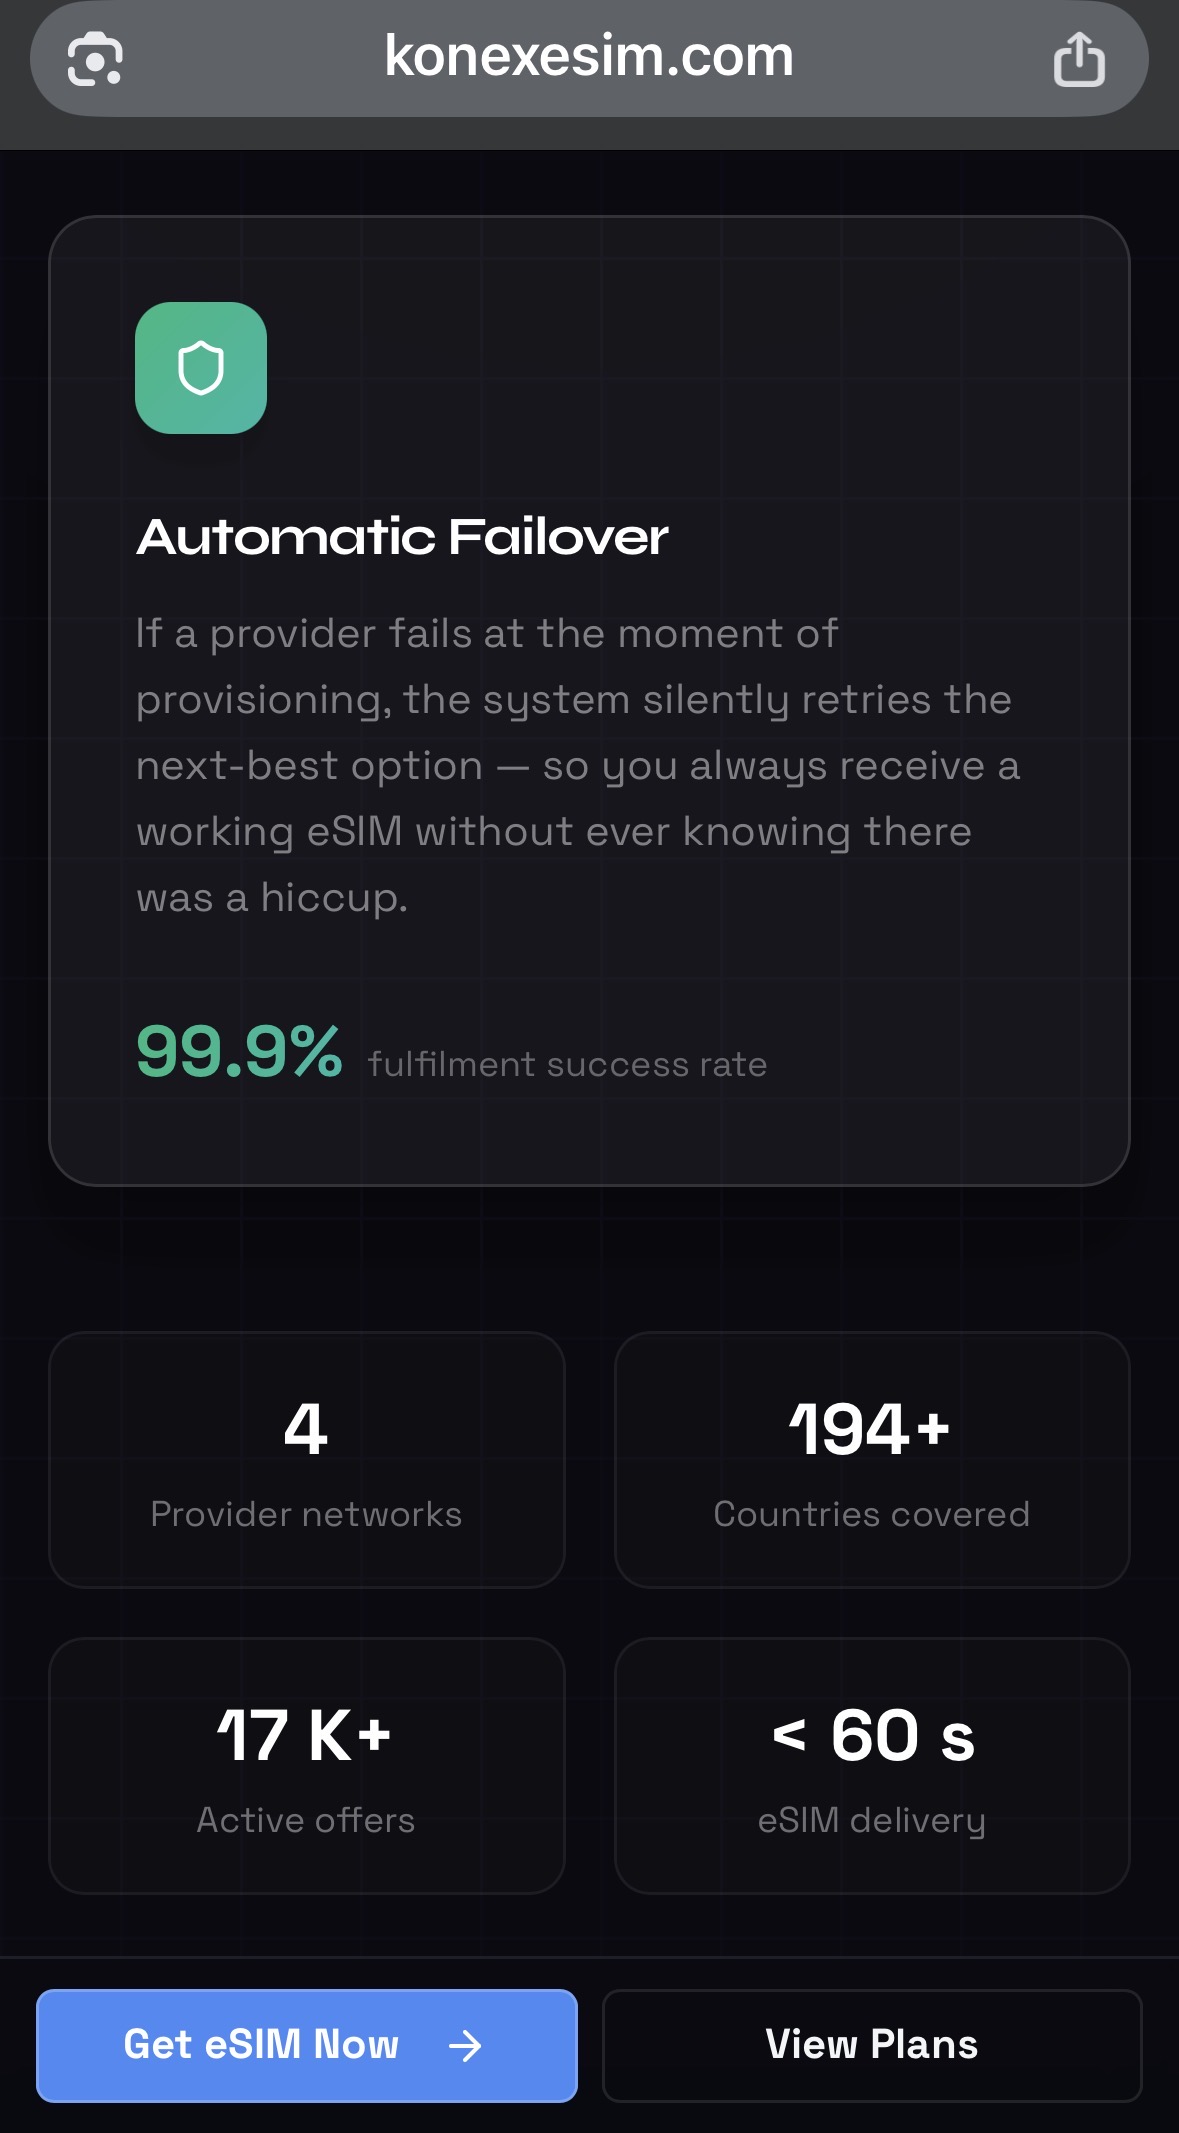 konexesim.com
Automatic Failover
If a provider fails at the moment of
provisioning, the system silently retries the
next-best option — so you always receive a
working eSIM without ever knowing there
was a hiccup.
99.9% fulfilment success rate
4
Provider networks
194+
Countries covered
17 K+
Active offers
< 60 s
eSIM delivery
Get eSIM Now →
View Plans